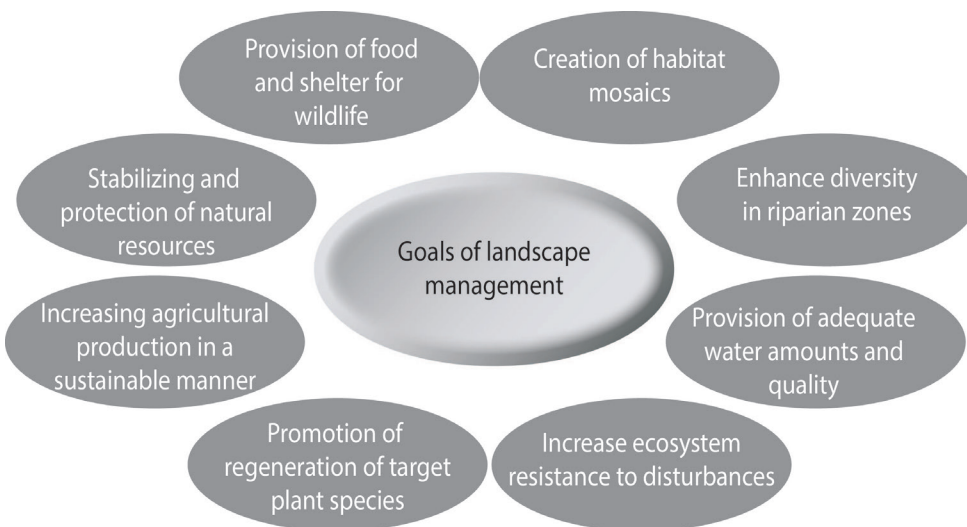 Provision of food
and shelter for
wildlife
Creation of habitat
mosaics
Stabilizing and
protection of natural
resources
Enhance diversity
in riparian zones
Goals of landscape
management
Increasing agricultural
production in a
sustainable manner
Provision of adequate
water amounts and
quality
Promotion of
regeneration of target
plant species
Increase ecosystem
resistance to disturbances